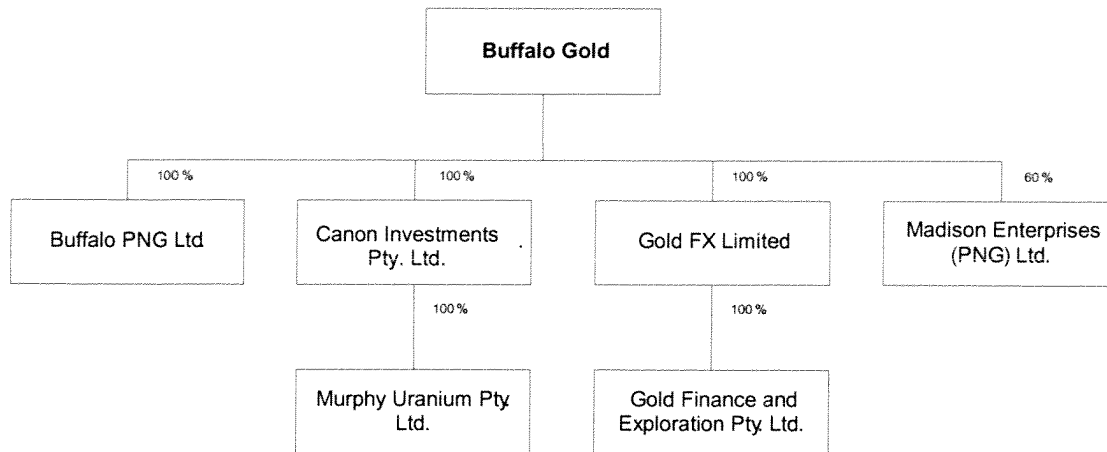 Buffalo Gold
100%
100%
100%
60%
Buffalo PNG Ltd
Canon Investments
Pty. Ltd.
Gold FX Limited
Madison Enterprises
(PNG) Ltd.
100%
100%
Murphy Uranium Pty.
Ltd.
Gold Finance and
Exploration Pty. Ltd.